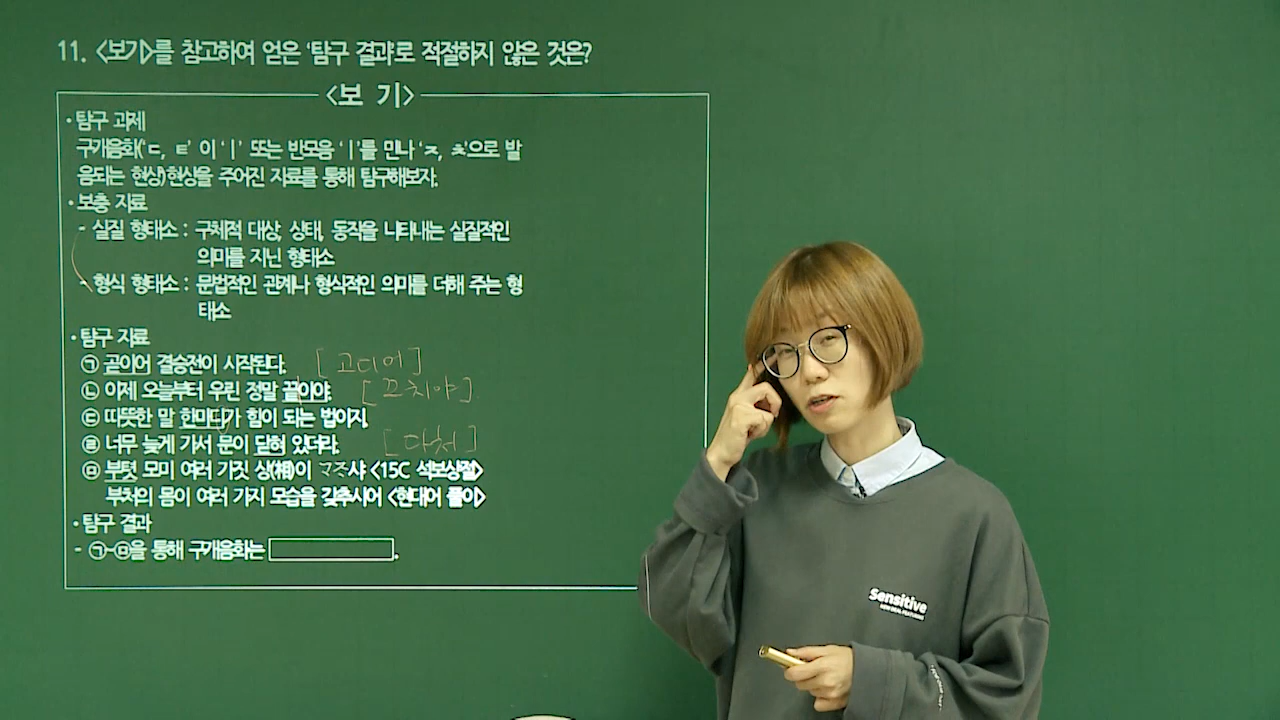 11. <보기>를 참고하여 얻은 '탐구 결과'로 적절하지 않은 것은?
<보 기>
· 탐구 과제
구개음화('ㄷ, ㅌ' 이 'ㅣ' 또는 반모음 'ㅣ'를 만나 'ㅈ, ㅊ'으로 발
음되는 현상)현상을 주어진 자료를 통해 탐구해보자.
· 보충 자료
- 실질 형태소 : 구체적 대상, 상태, 동작을 나타내는 실질적인
의미를 지닌 형태소
- 형식 형태소 : 문법적인 관계나 형식적인 의미를 더해 주는 형
태소
· 탐구 자료
㉠ 곧이어 결승전이 시작된다. [고디어]
㉡ 이제 오늘부터 우린 정말 끝이야. [끄치야].
㉢ 따뜻한 말 한마디가 힘이 되는 법이지.
㉣ 너무 늦게 가서 문이 닫혀 있더라. [다처]
㉤ 부텻 모미 여러 가짓 상(相)이 ᄀᆞᄌᆞ샤 <15C 석보상절>
부처의 몸이 여러 가지 모습을 갖추시어 <현대어 풀이>
· 탐구 결과
- ㉠~㉤을 통해 구개음화는 .
Sensitive